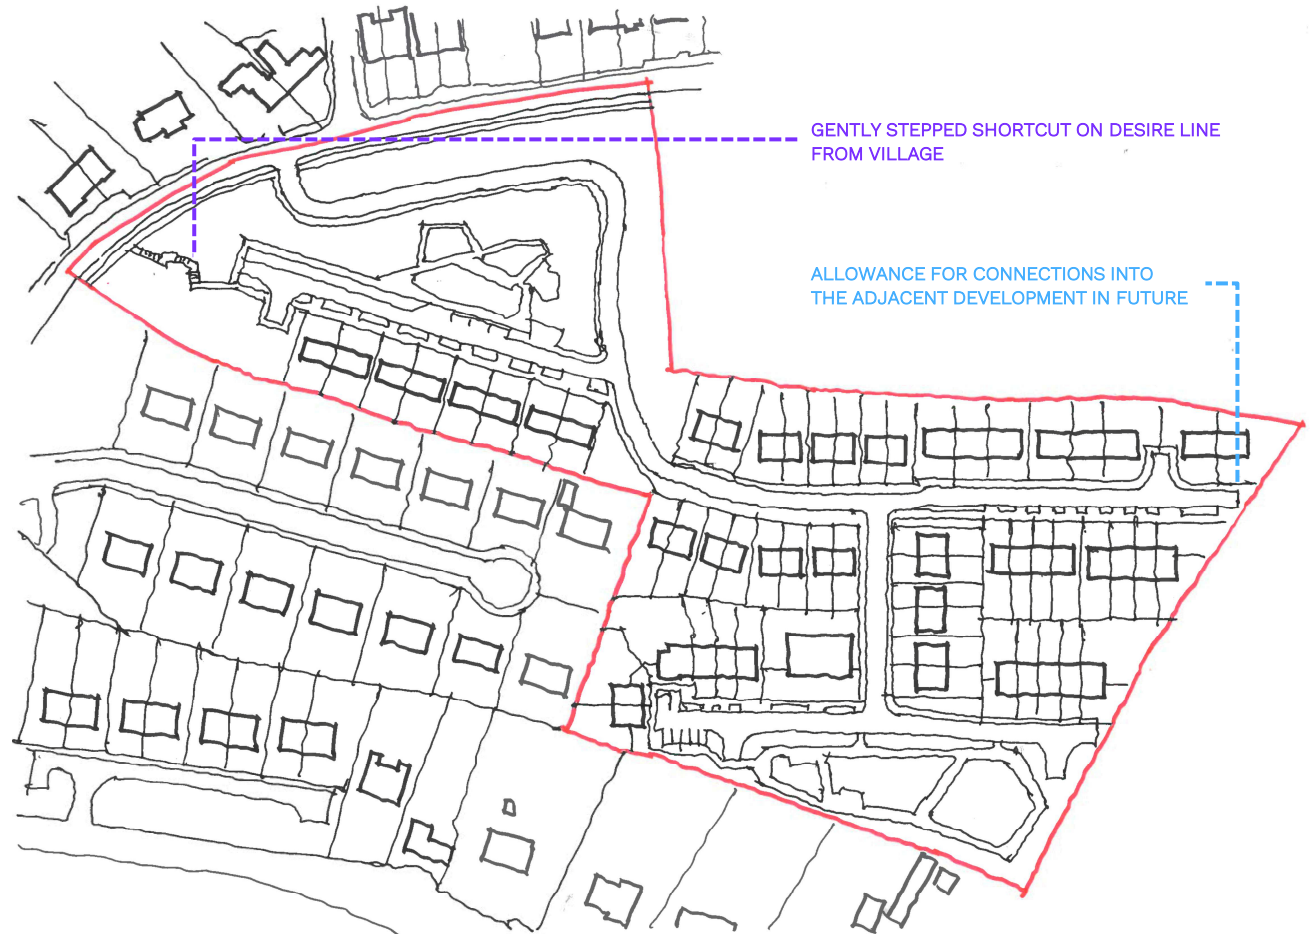 GENTLY STEPPED SHORTCUT ON DESIRE LINE
FROM VILLAGE
ALLOWANCE FOR CONNECTIONS INTO
THE ADJACENT DEVELOPMENT IN FUTURE